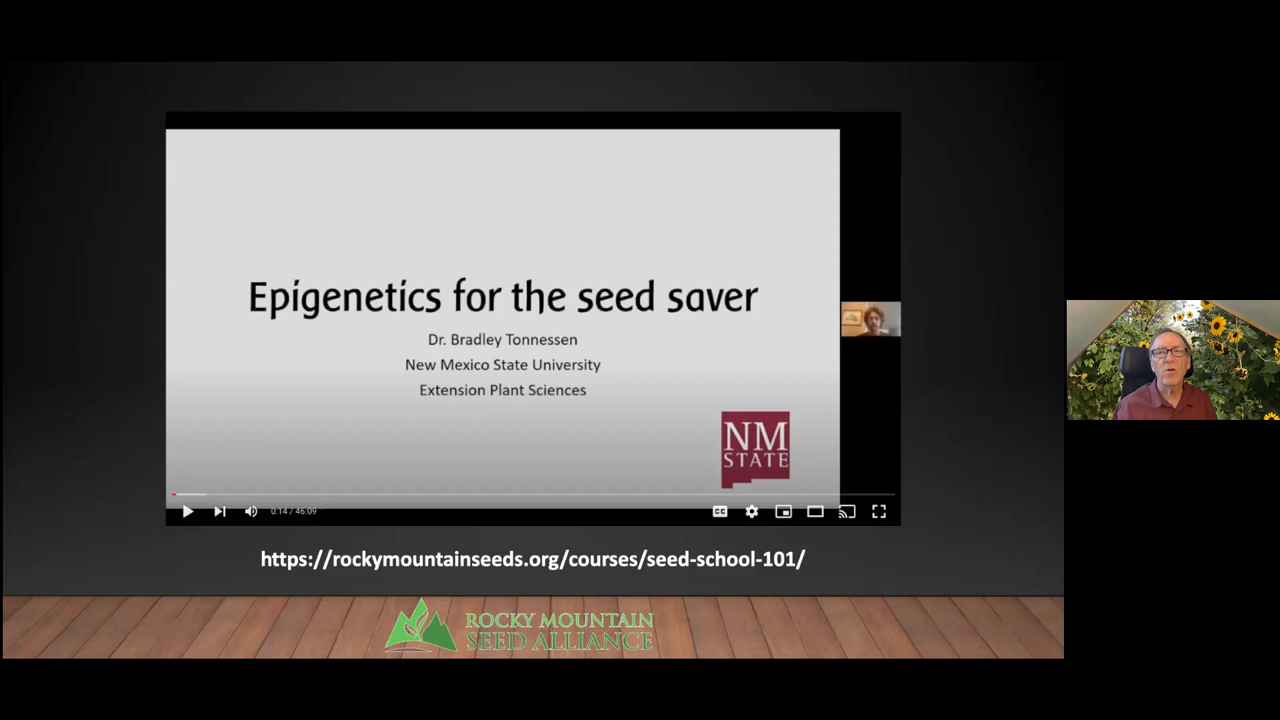 Epigenetics for the seed saver
Dr. Bradley Tonnessen
New Mexico State University
Extension Plant Sciences
NM
STATE
0:14 / 46:09
CC
https://rockymountainseeds.org/courses/seed-school-101/
ROCKY MOUNTAIN
SEED ALLIANCE